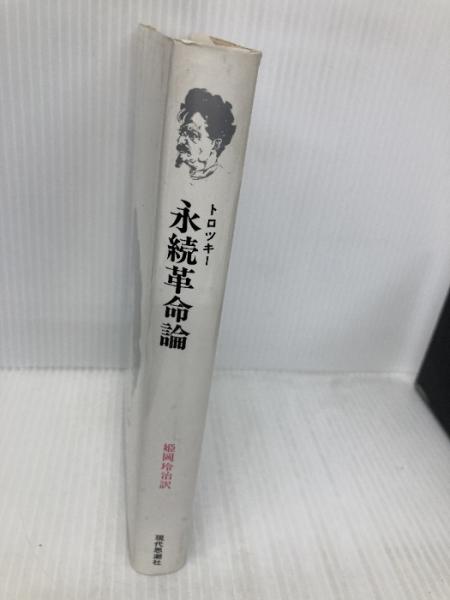 トロツキー
永続革命論
姫岡玲治訳
現代思潮社